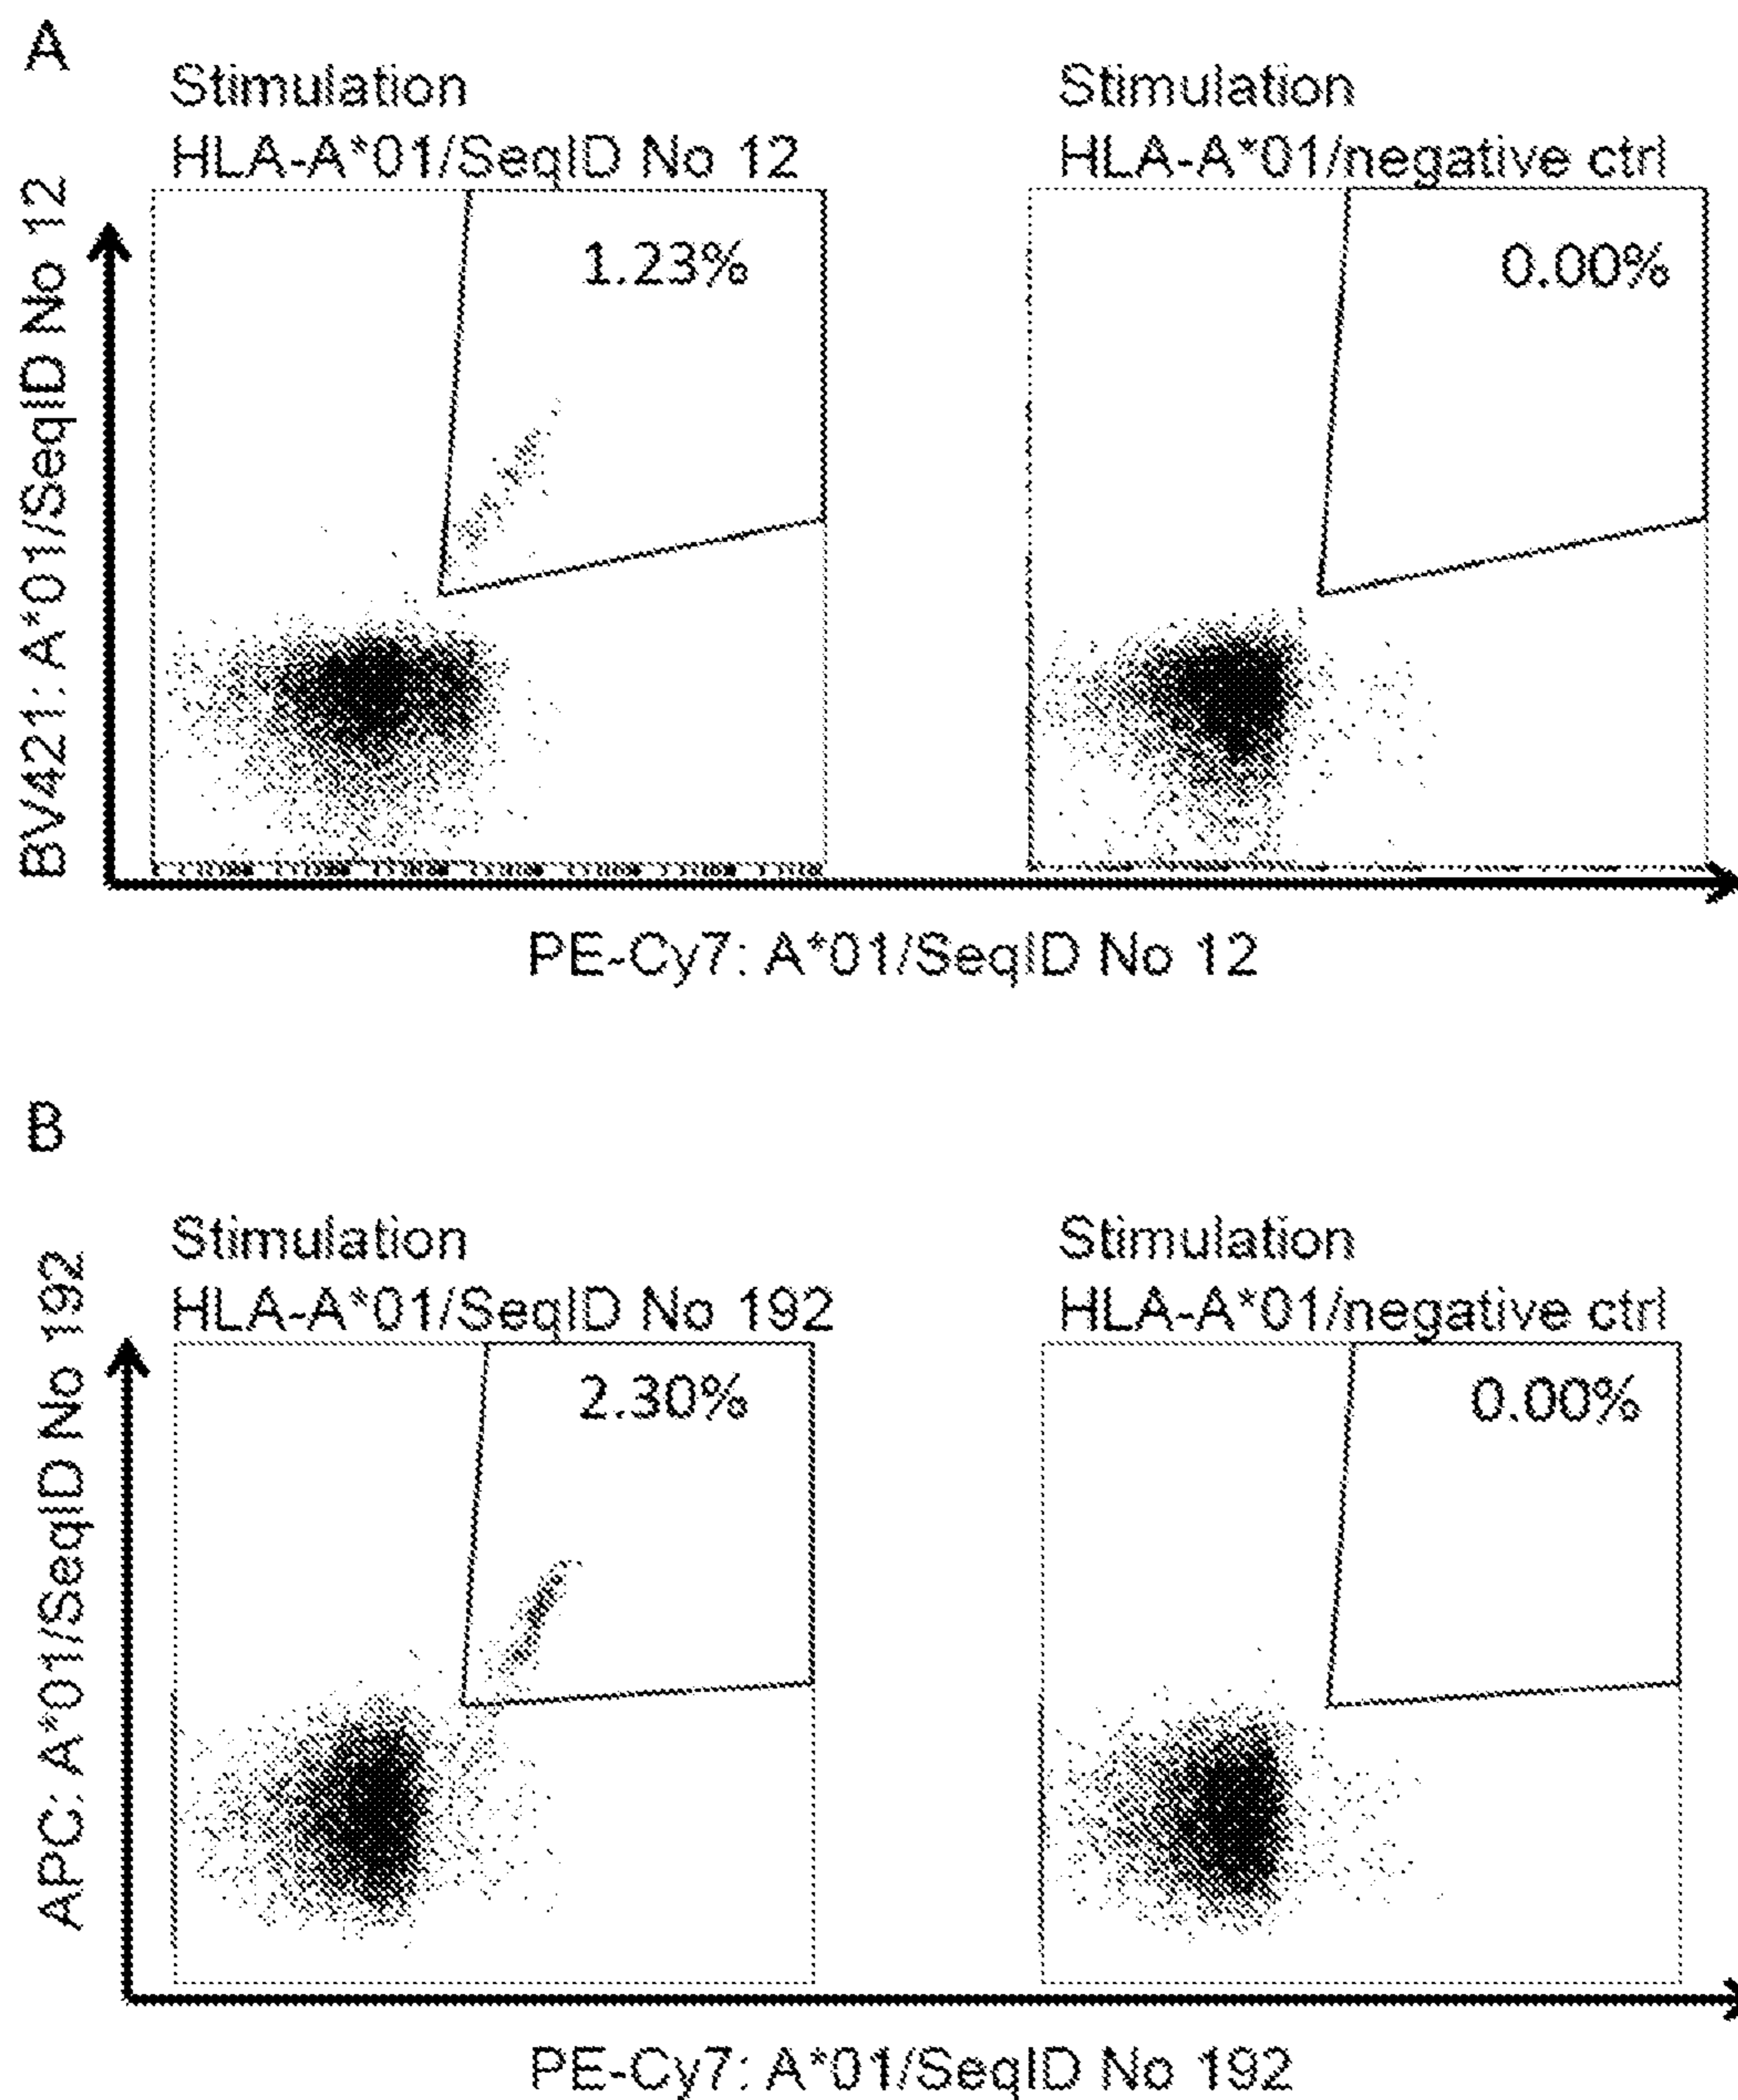 A
Stimulation
HLA-A*01/SeqID No 12
Stimulation
HLA-A*01/negative ctrl
BV421: A*01/SeqID No 12
1.23%
0.00%
PE-Cy7: A*01/SeqID No 12
B
Stimulation
HLA-A*01/SeqID No 192
Stimulation
HLA-A*01/negative ctrl
APC: A*01/SeqID No 192
2.30%
0.00%
PE-Cy7: A*01/SeqID No 192